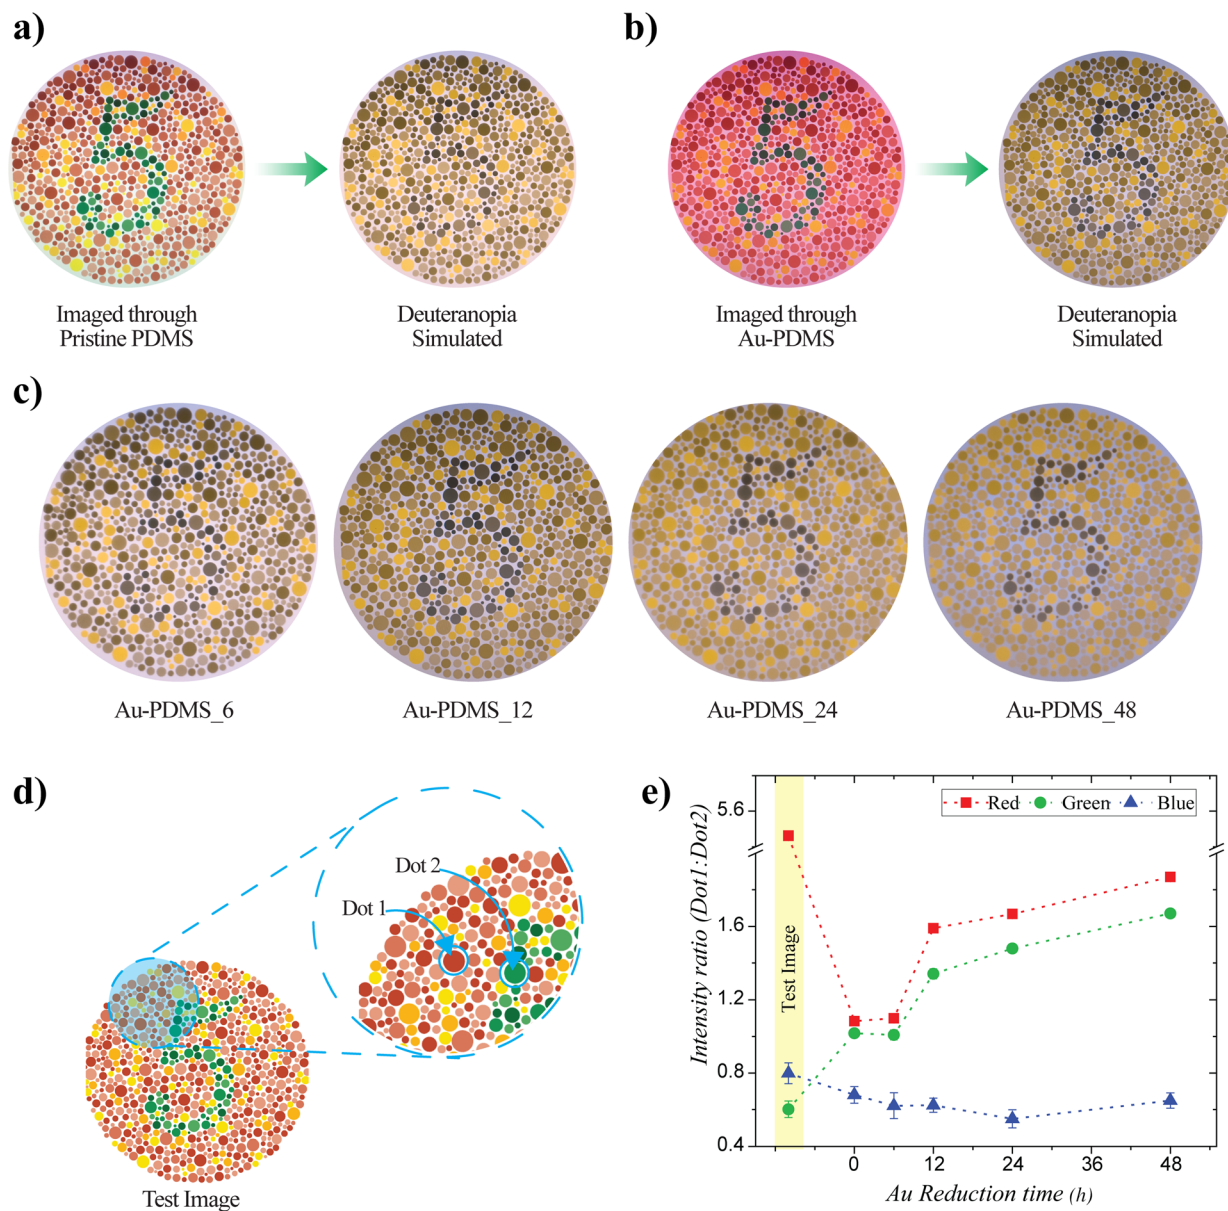 a)
b)
Imaged through
Pristine PDMS
Deuteranopia
Simulated
Imaged through
Au-PDMS
Deuteranopia
Simulated
c)
Au-PDMS_6
Au-PDMS_12
Au-PDMS_24
Au-PDMS_48
d)
Dot 2
Dot 1
Test Image
e)
Red
Green
Blue
Intensity ratio (Dot1:Dot2)
5.6
1.6
1.2
0.8
0.4
Test Image
0
12
24
36
48
Au Reduction time (h)